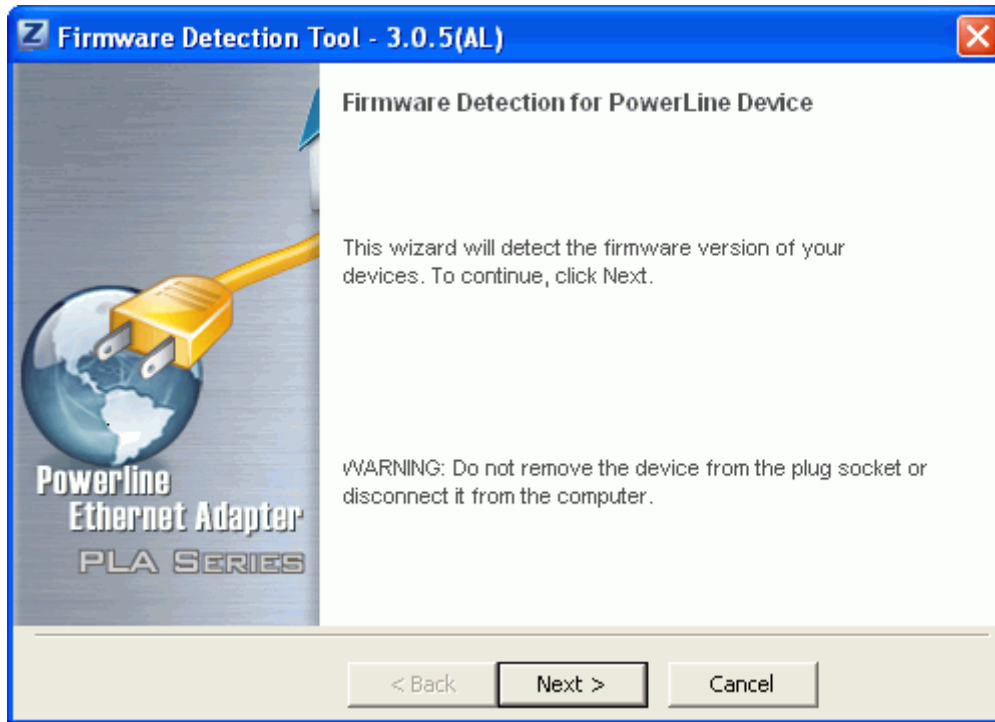 Z Firmware Detection Tool - 3.0.5(AL)
Firmware Detection for PowerLine Device
This wizard will detect the firmware version of your
devices. To continue, click Next.
WARNING: Do not remove the device from the plug socket or
disconnect it from the computer.
Powerline
Ethernet Adapter
PLA SERIES
< Back
Next >
Cancel